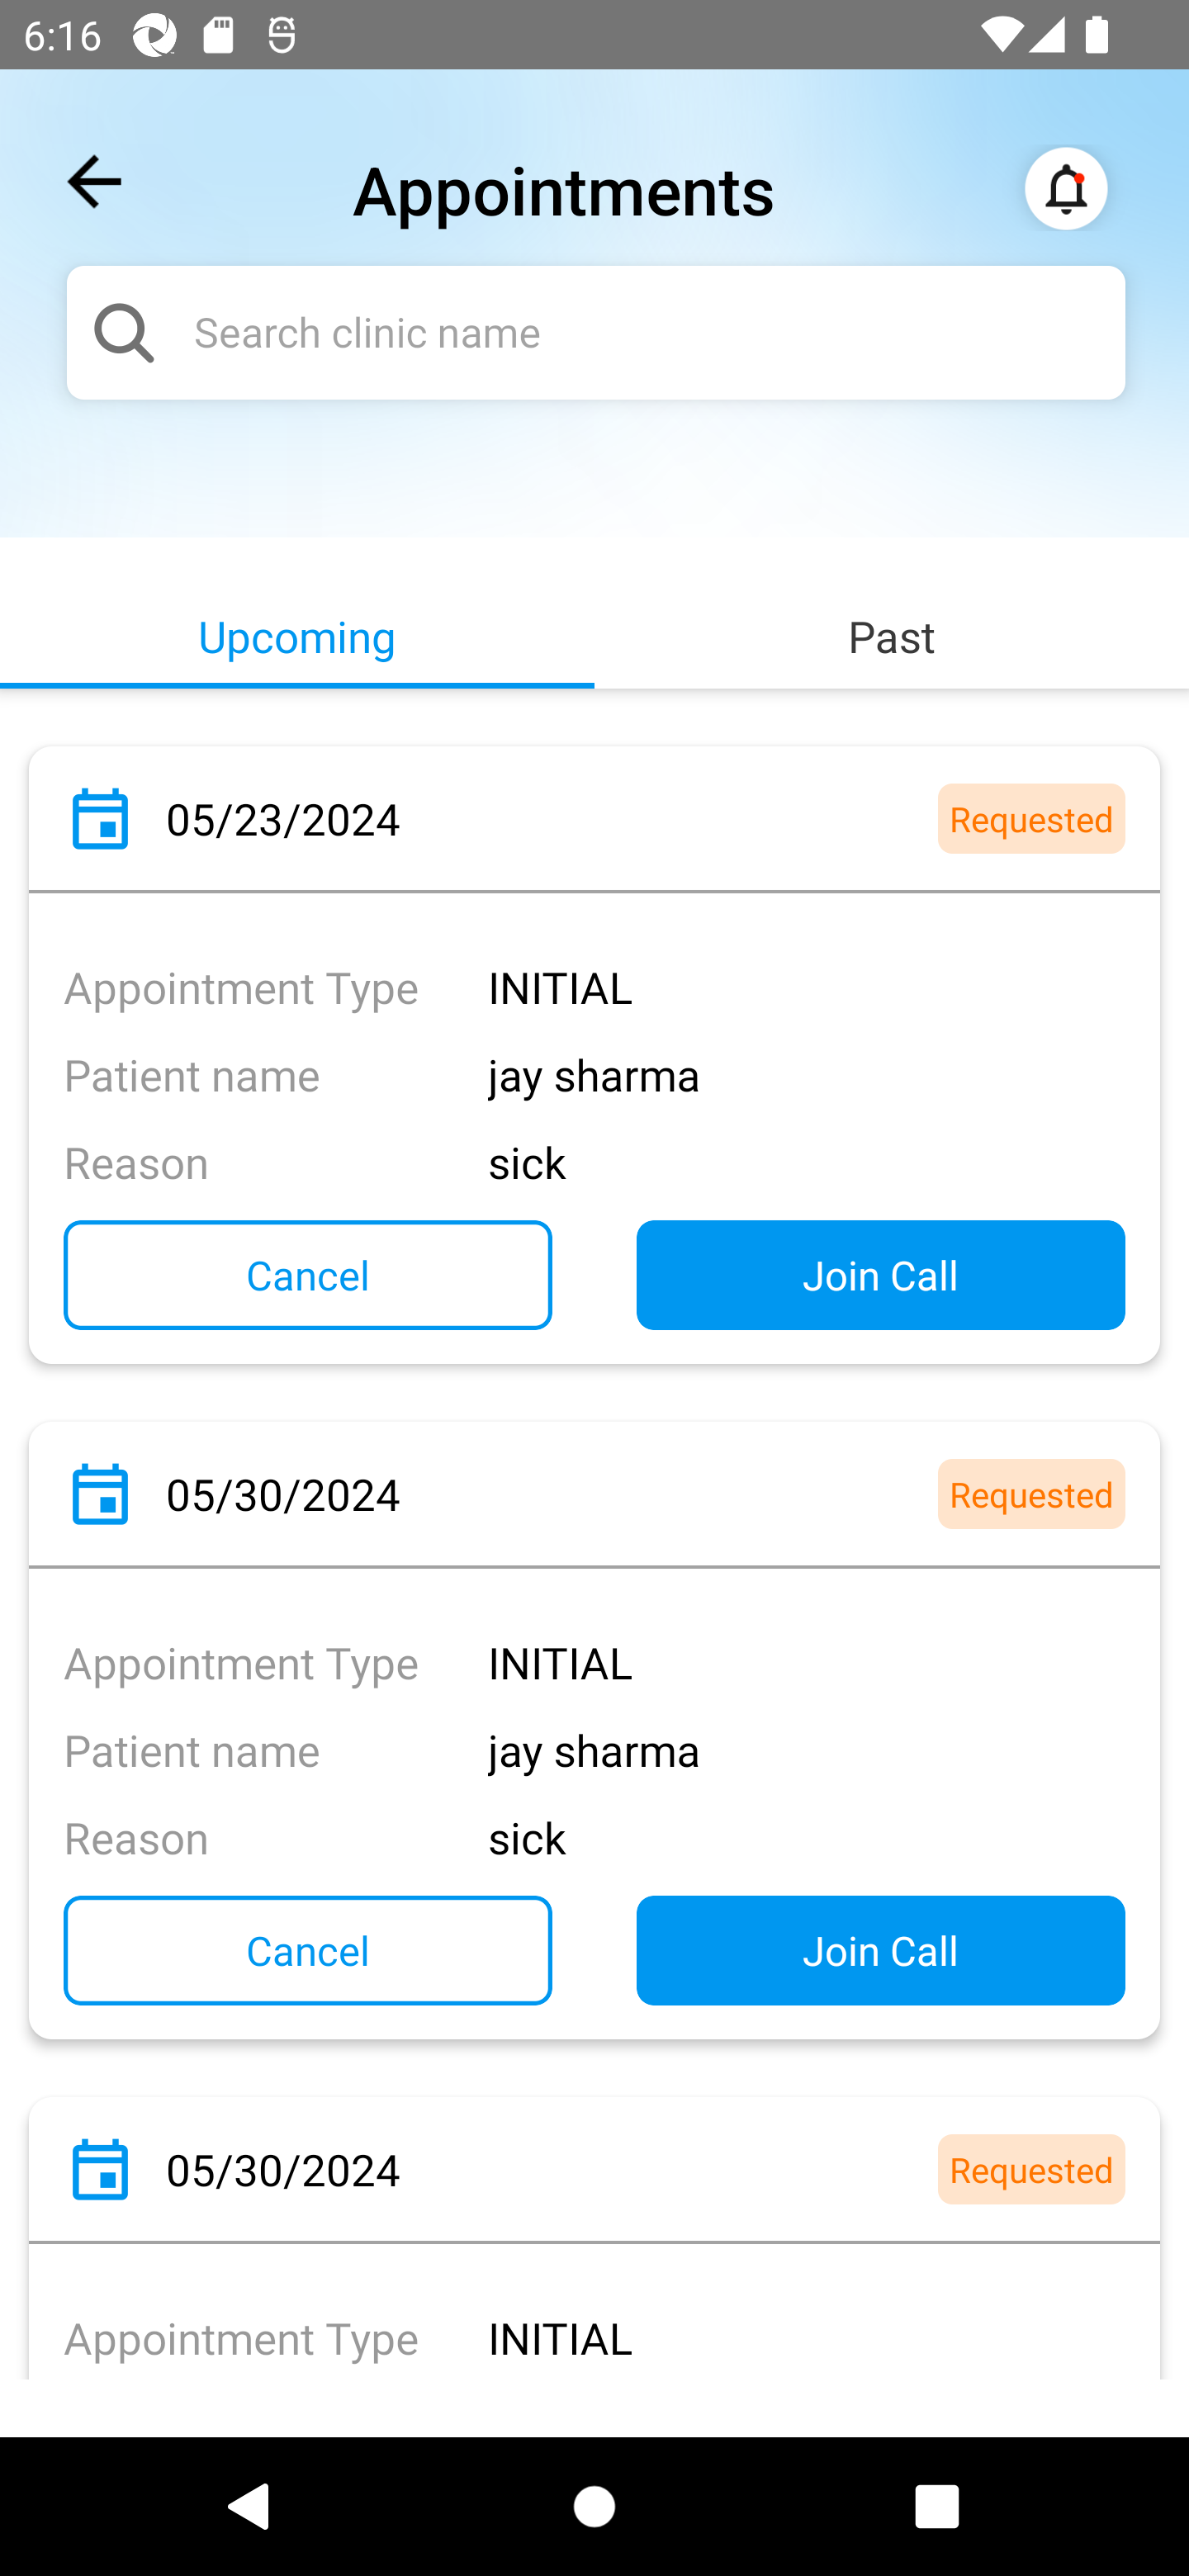 6:16
Appointments
Search clinic name
Upcoming Past
05/23/2024 Requested
Appointment Type INITIAL
Patient name jay sharma
Reason sick
Cancel Join Call
05/30/2024 Requested
Appointment Type INITIAL
Patient name jay sharma
Reason sick
Cancel Join Call
05/30/2024 Requested
Appointment Type INITIAL